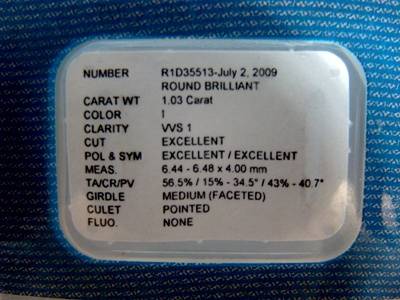 NUMBER R1D35513-July 2, 2009
ROUND BRILLIANT
CARAT WT 1.03 Carat
COLOR I
CLARITY VVS 1
CUT EXCELLENT
POL & SYM EXCELLENT / EXCELLENT
MEAS. 6.44 - 6.48 x 4.00 mm
TA/CR/PV 56.5% / 15% - 34.5° / 43% - 40.7°
GIRDLE MEDIUM (FACETED)
CULET POINTED
FLUO. NONE